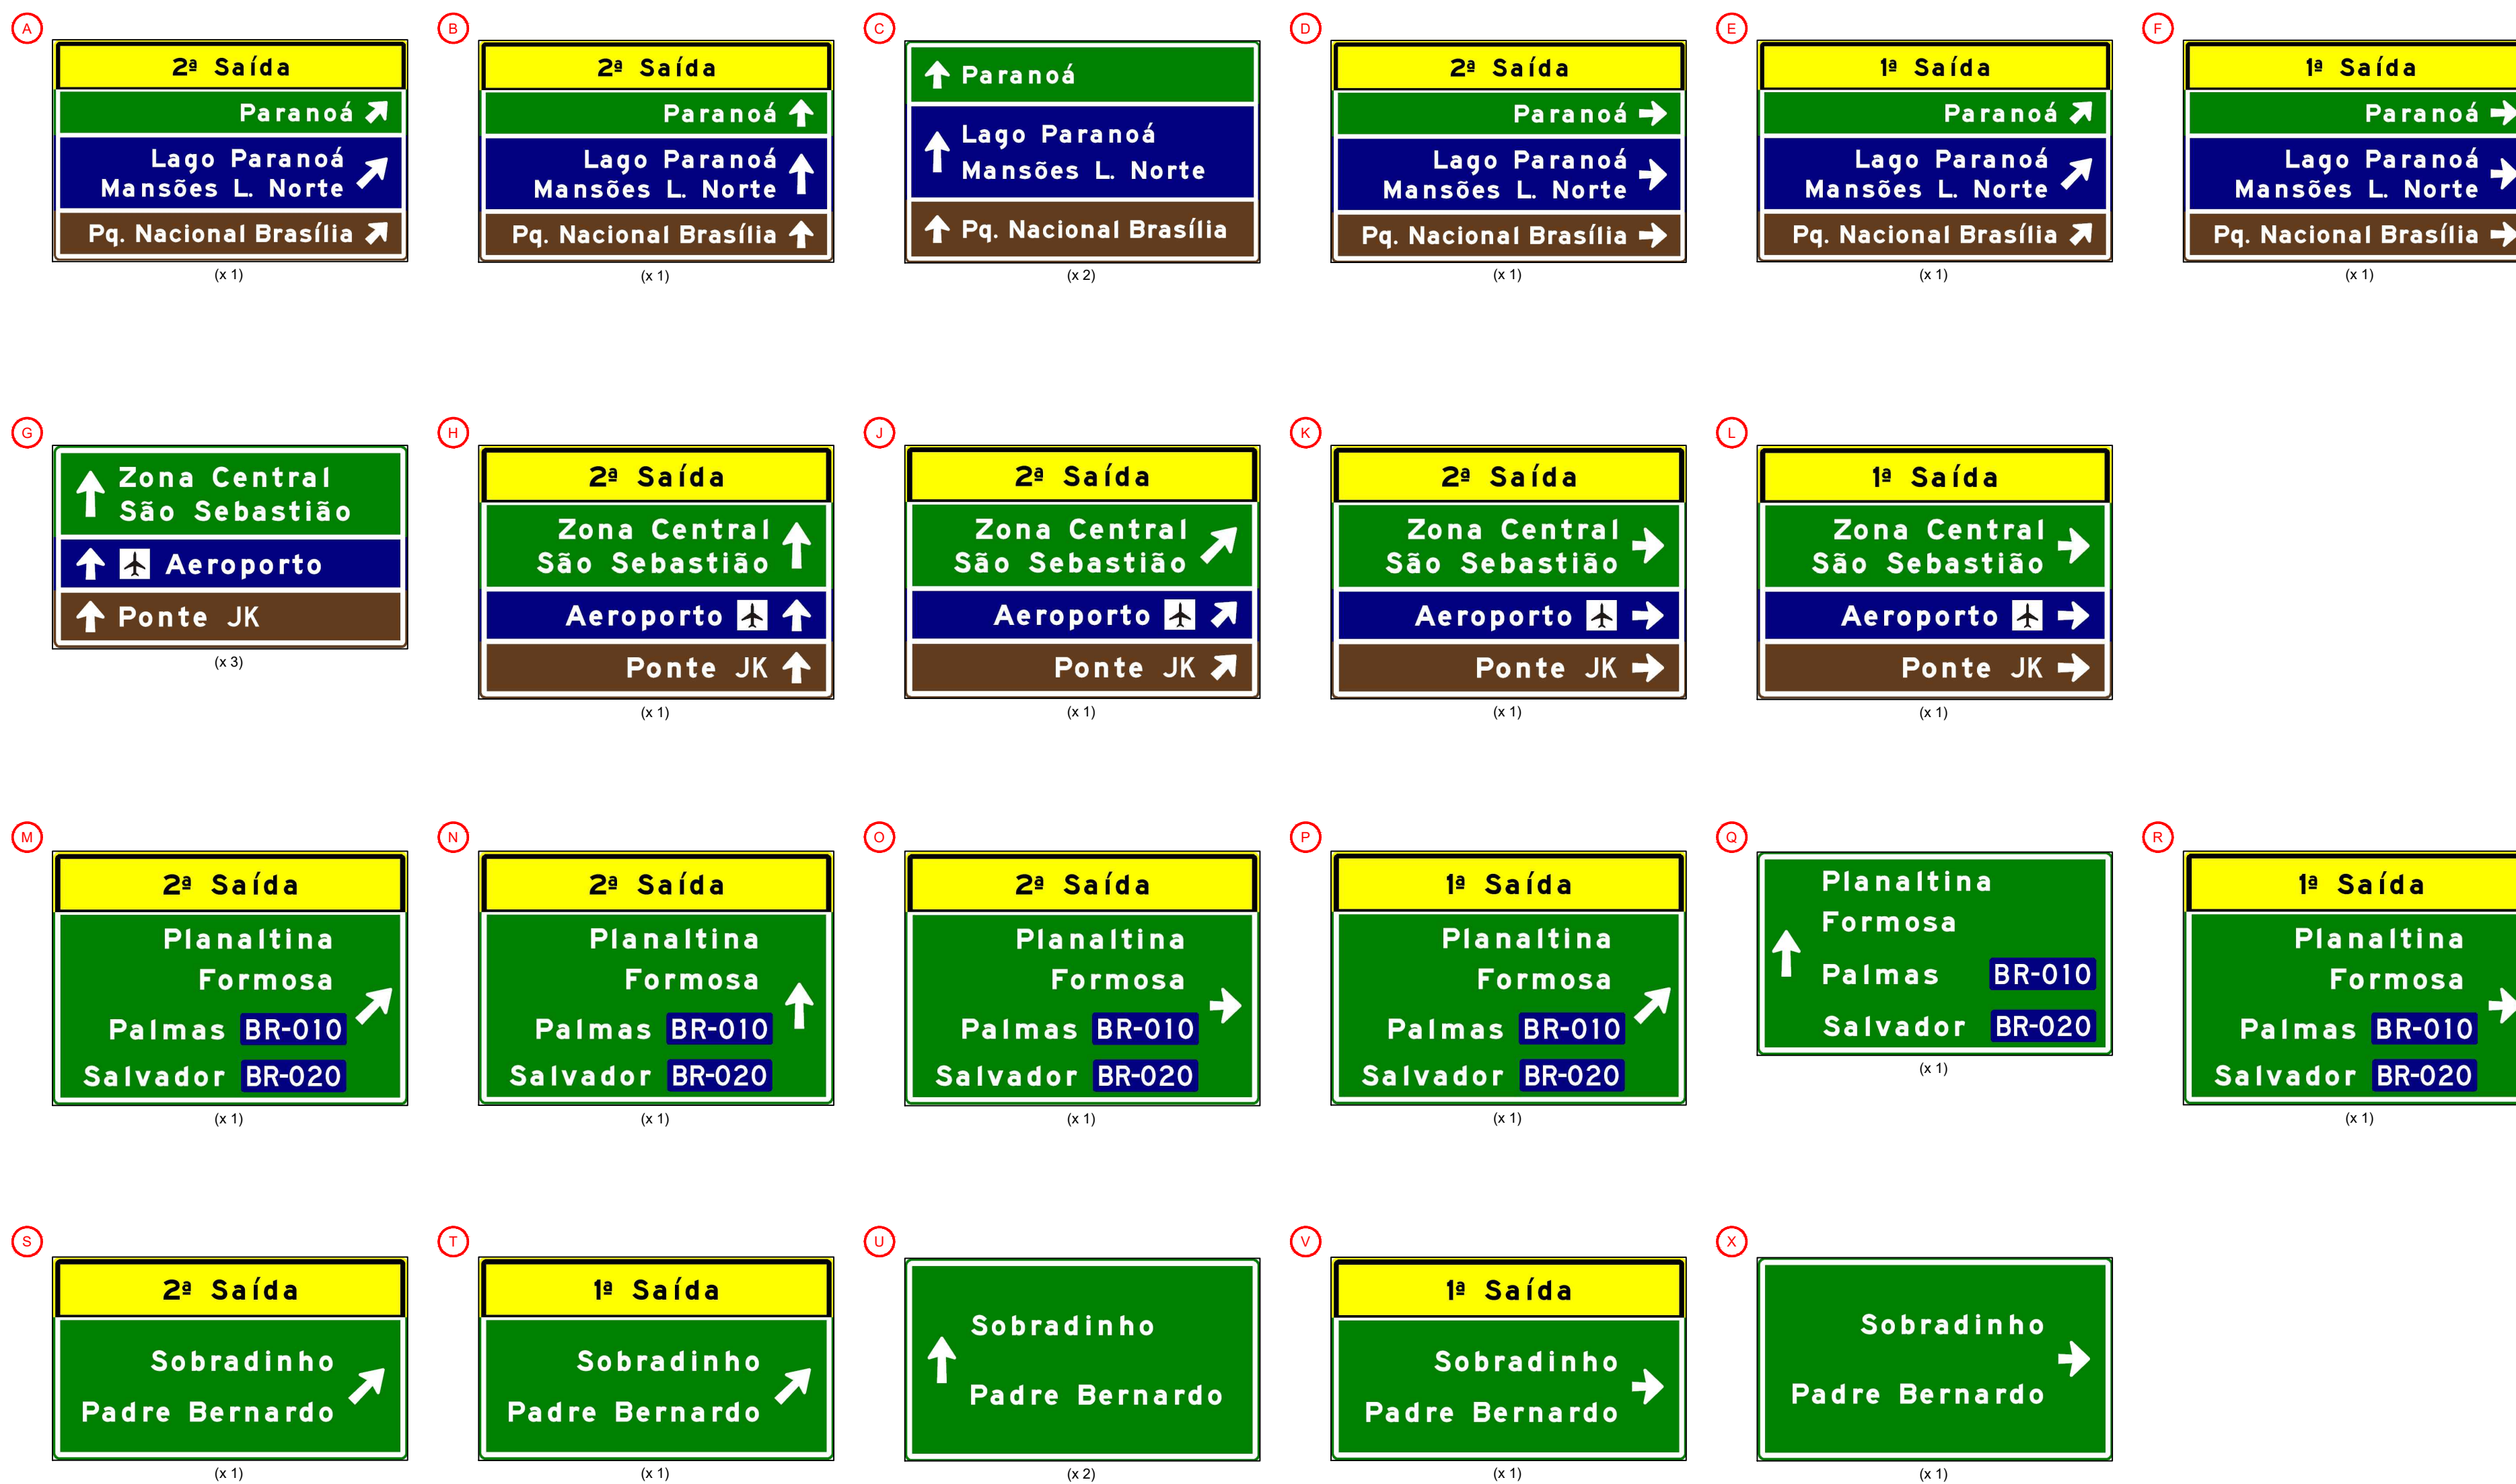 A
2ª Saída
Paranoá
Lago Paranoá
Mansões L. Norte
Pq. Nacional Brasília
(x 1)
B
2ª Saída
Paranoá
Lago Paranoá
Mansões L. Norte
Pq. Nacional Brasília
(x 1)
C
Paranoá
Lago Paranoá
Mansões L. Norte
Pq. Nacional Brasília
(x 2)
D
2ª Saída
Paranoá
Lago Paranoá
Mansões L. Norte
Pq. Nacional Brasília
(x 1)
E
1ª Saída
Paranoá
Lago Paranoá
Mansões L. Norte
Pq. Nacional Brasília
(x 1)
F
1ª Saída
Paranoá
Lago Paranoá
Mansões L. Norte
Pq. Nacional Brasília
(x 1)
G
Zona Central
São Sebastião
Aeroporto
Ponte JK
(x 3)
H
2ª Saída
Zona Central
São Sebastião
Aeroporto
Ponte JK
(x 1)
J
2ª Saída
Zona Central
São Sebastião
Aeroporto
Ponte JK
(x 1)
K
2ª Saída
Zona Central
São Sebastião
Aeroporto
Ponte JK
(x 1)
L
1ª Saída
Zona Central
São Sebastião
Aeroporto
Ponte JK
(x 1)
M
2ª Saída
Planaltina
Formosa
Palmas BR-010
Salvador BR-020
(x 1)
N
2ª Saída
Planaltina
Formosa
Palmas BR-010
Salvador BR-020
(x 1)
O
2ª Saída
Planaltina
Formosa
Palmas BR-010
Salvador BR-020
(x 1)
P
1ª Saída
Planaltina
Formosa
Palmas BR-010
Salvador BR-020
(x 1)
Q
Planaltina
Formosa
Palmas BR-010
Salvador BR-020
(x 1)
R
1ª Saída
Planaltina
Formosa
Palmas BR-010
Salvador BR-020
(x 1)
S
2ª Saída
Sobradinho
Padre Bernardo
(x 1)
T
1ª Saída
Sobradinho
Padre Bernardo
(x 1)
U
Sobradinho
Padre Bernardo
(x 2)
V
1ª Saída
Sobradinho
Padre Bernardo
(x 1)
X
Sobradinho
Padre Bernardo
(x 1)